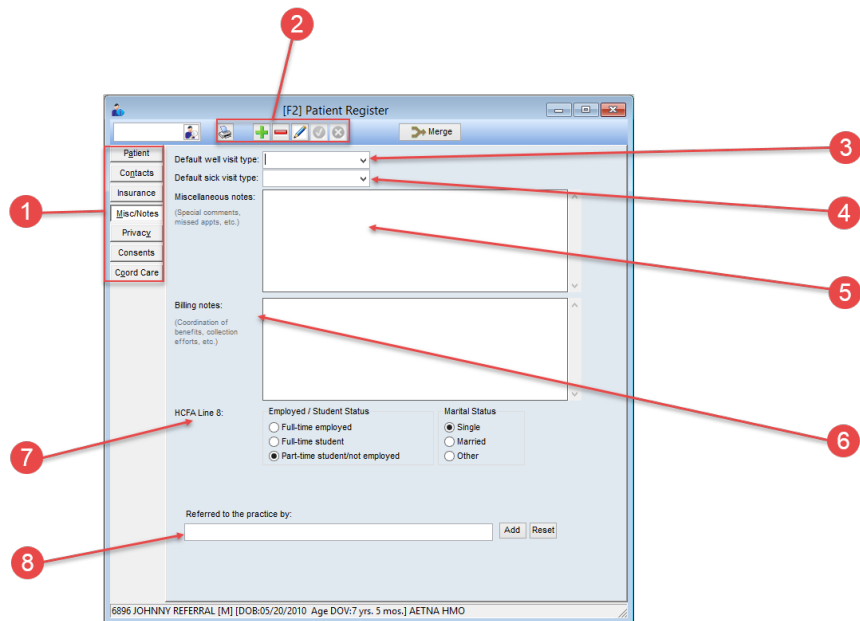 2
[F2] Patient Register
Merge
Patient
Contacts
Insurance
Misc/Notes
Privacy
Consents
Coord Care
1
Default well visit type:
3
Default sick visit type:
4
Miscellaneous notes:
(Special comments,
missed appts, etc.)
5
Billing notes:
(Coordination of
benefits, collection
efforts, etc.)
6
HCFA Line 8:
7
Employed / Student Status
Full-time employed
Full-time student
Part-time student/not employed
Marital Status
Single
Married
Other
Referred to the practice by:
8
Add Reset
6896 JOHNNY REFERRAL [M] [DOB:05/20/2010 Age DOV:7 yrs. 5 mos.] AETNA HMO